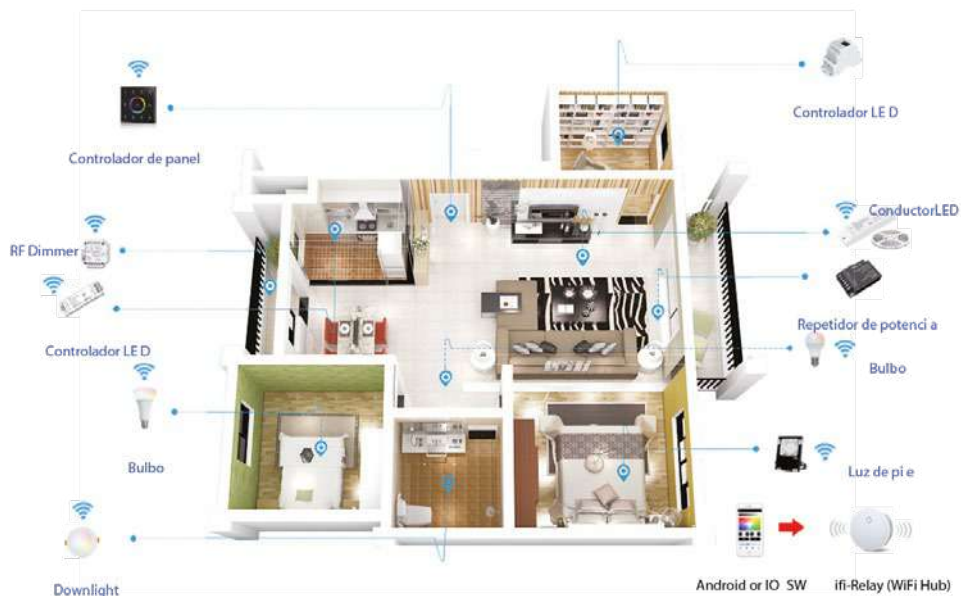 Controlador LE D
Controlador de panel
ConductorLED
RF Dimmer
Repetidor de potenci a
Controlador LE D
Bulbo
Bulbo
Luz de pi e
Downlight
Android or IO SW
ifi-Relay (WiFi Hub)